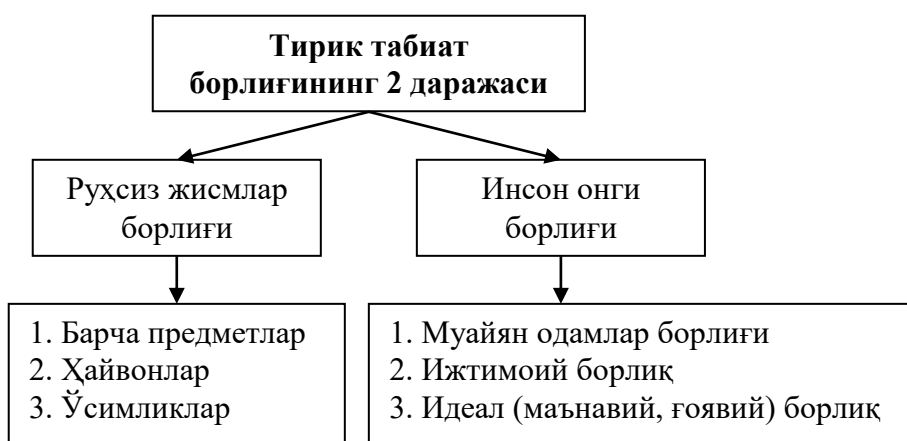 Тирик табиат
борлиғининг 2 даражаси
Руҳсиз жисмлар
борлиғи
Инсон онги
борлиғи
1. Барча предметлар
2. Ҳайвонлар
3. Ўсимликлар
1. Муайян одамлар борлиғи
2. Ижтимоий борлиқ
3. Идеал (маънавий, ғоявий) борлиқ